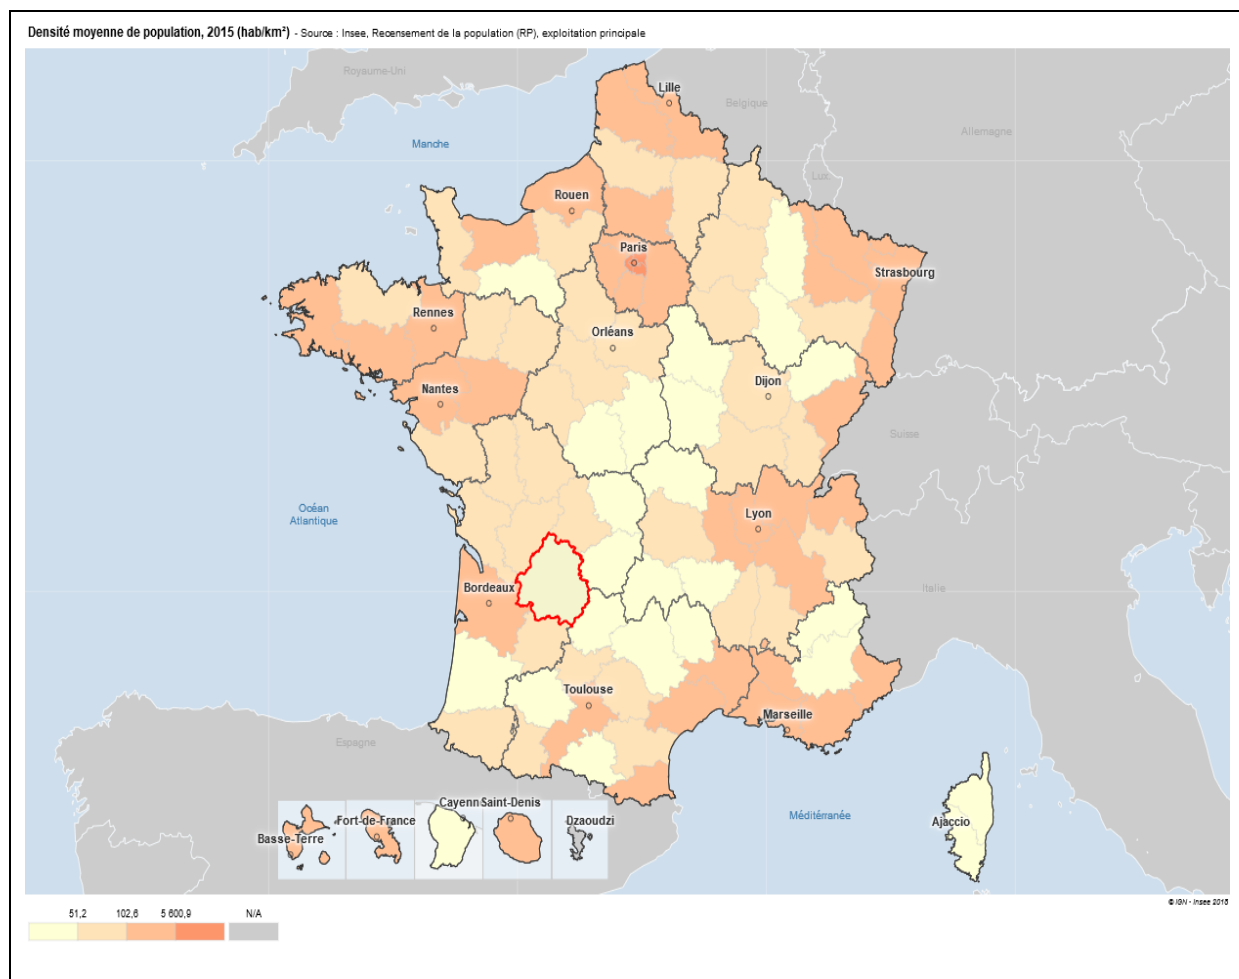 Densité moyenne de population, 2015 (hab/km²) - Source : Insee, Recensement de la population (RP), exploitation principale
Royaume-Uni
Lille
Belgique
Allemagne
Manche
Lux
Rouen
Paris
Strasbourg
Rennes
Orléans
Dijon
Nantes
Suisse
Océan
Atlantique
Lyon
Bordeaux
Italie
Toulouse
Marseille
Espagne
Cayenn
Saint-Denis
Fort-de-France
Dzaoudzi
Basse-Terre
Méditérranée
Ajaccio
© IGN - Insee 2018
51,2
102,6
5 600,9
N/A